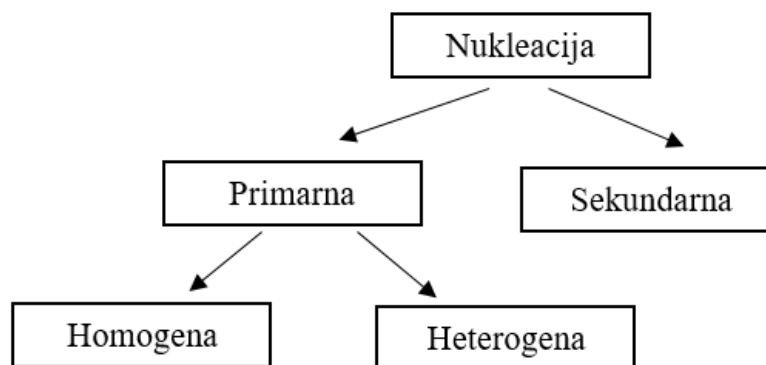 Nukleacija
Primarna
Sekundarna
Homogena
Heterogena